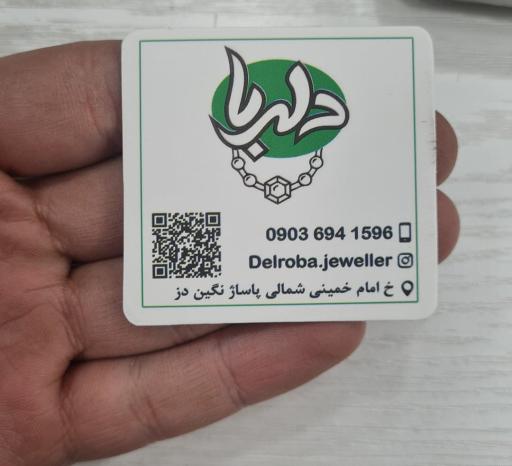 دلربا
0903 694 1596
Delroba.jeweller
خ امام خمینی شمالی پاساژ نگین دز